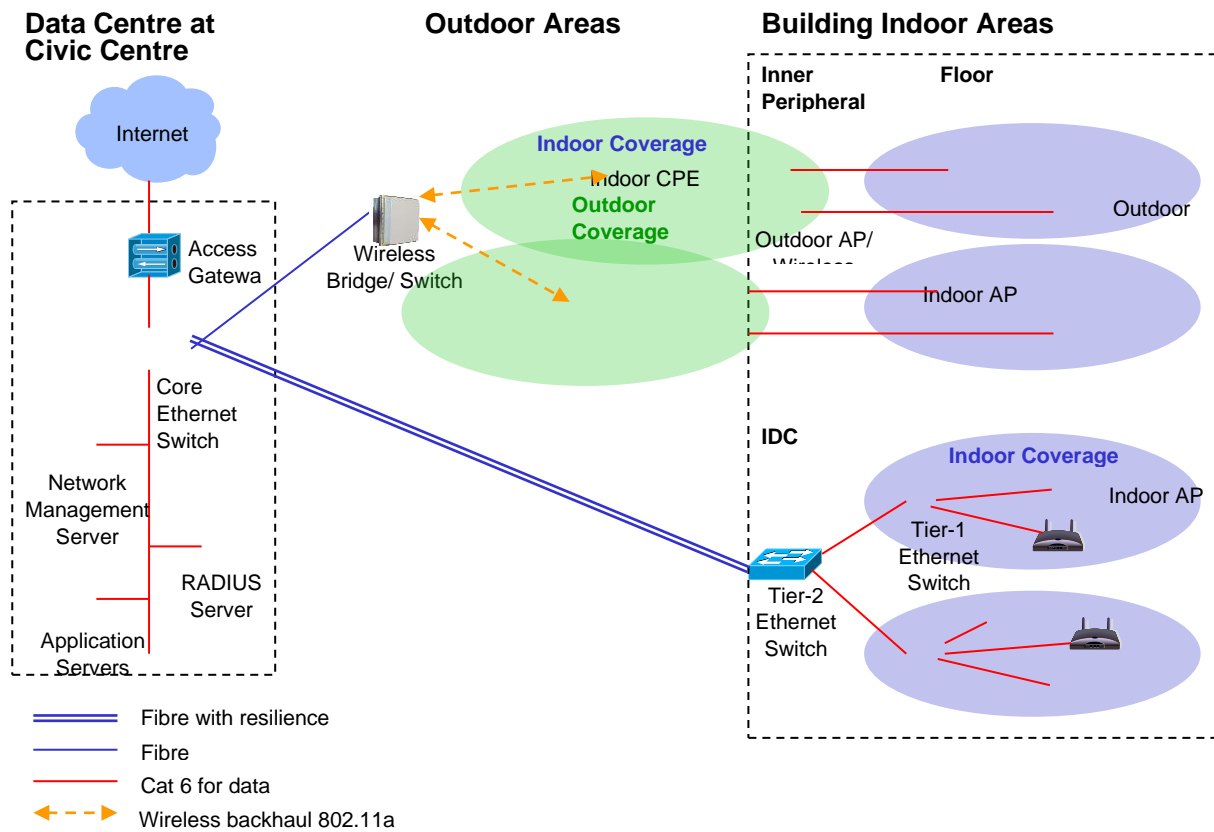 Data Centre at
Civic Centre
Outdoor Areas
Building Indoor Areas
Internet
Access
Gatewa
Core
Ethernet
Switch
Network
Management
Server
RADIUS
Server
Application
Servers
Wireless
Bridge/ Switch
Indoor Coverage
Indoor CPE
Outdoor
Coverage
Inner
Peripheral
Floor
Outdoor
Outdoor AP/
Wireless
Indoor AP
IDC
Indoor Coverage
Indoor AP
Tier-1
Ethernet
Switch
Tier-2
Ethernet
Switch
Fibre with resilience
Fibre
Cat 6 for data
Wireless backhaul 802.11a